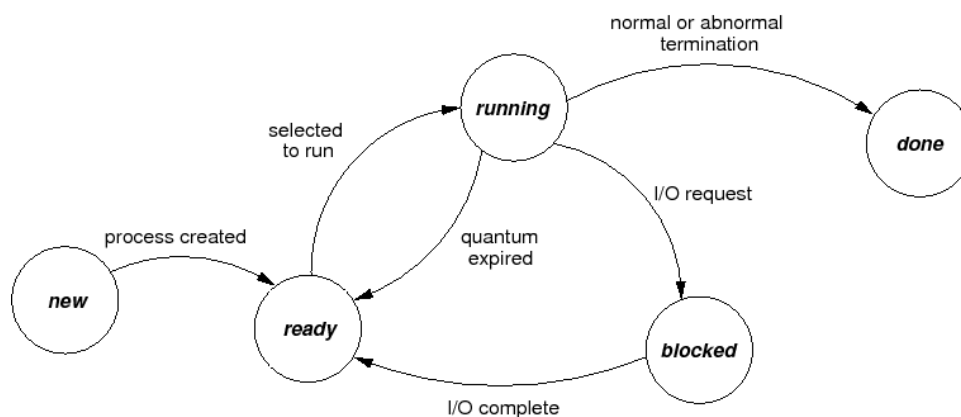 normal or abnormal
termination
running
done
selected
to run
I/O request
process created
quantum
expired
new
ready
blocked
I/O complete